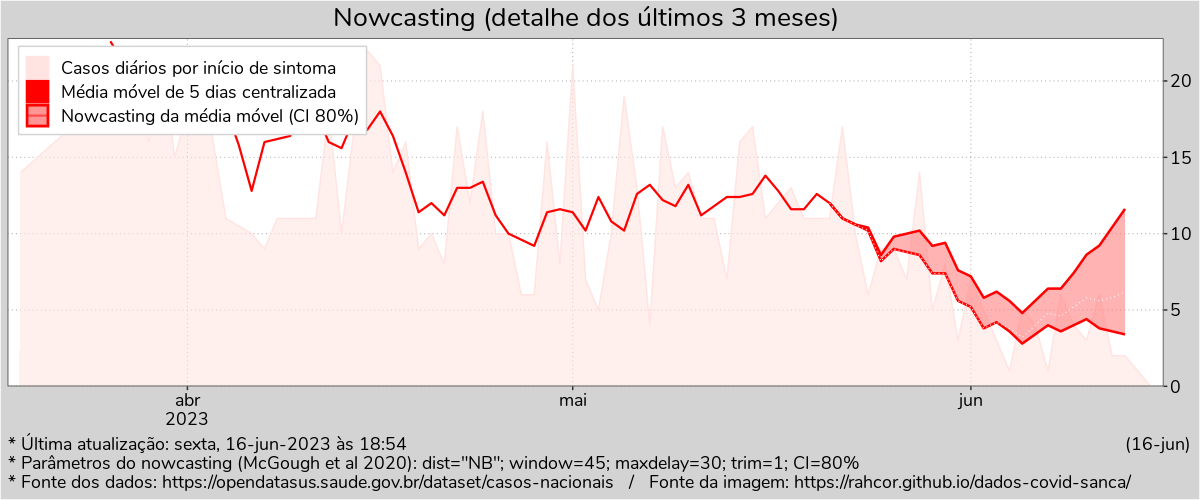 Nowcasting (detalhe dos últimos 3 meses)
Casos diários por início de sintoma
Média móvel de 5 dias centralizada
Nowcasting da média móvel (CI 80%)
20
15
10
5
0
abr
2023
mai
jun
* Última atualização: sexta, 16-jun-2023 às 18:54
(16-jun)
* Parâmetros do nowcasting (McGough et al 2020): dist="NB"; window=45; maxdelay=30; trim=1; CI=80%
* Fonte dos dados: https://opendatasus.saude.gov.br/dataset/casos-nacionais / Fonte da imagem: https://rahcor.github.io/dados-covid-sanca/